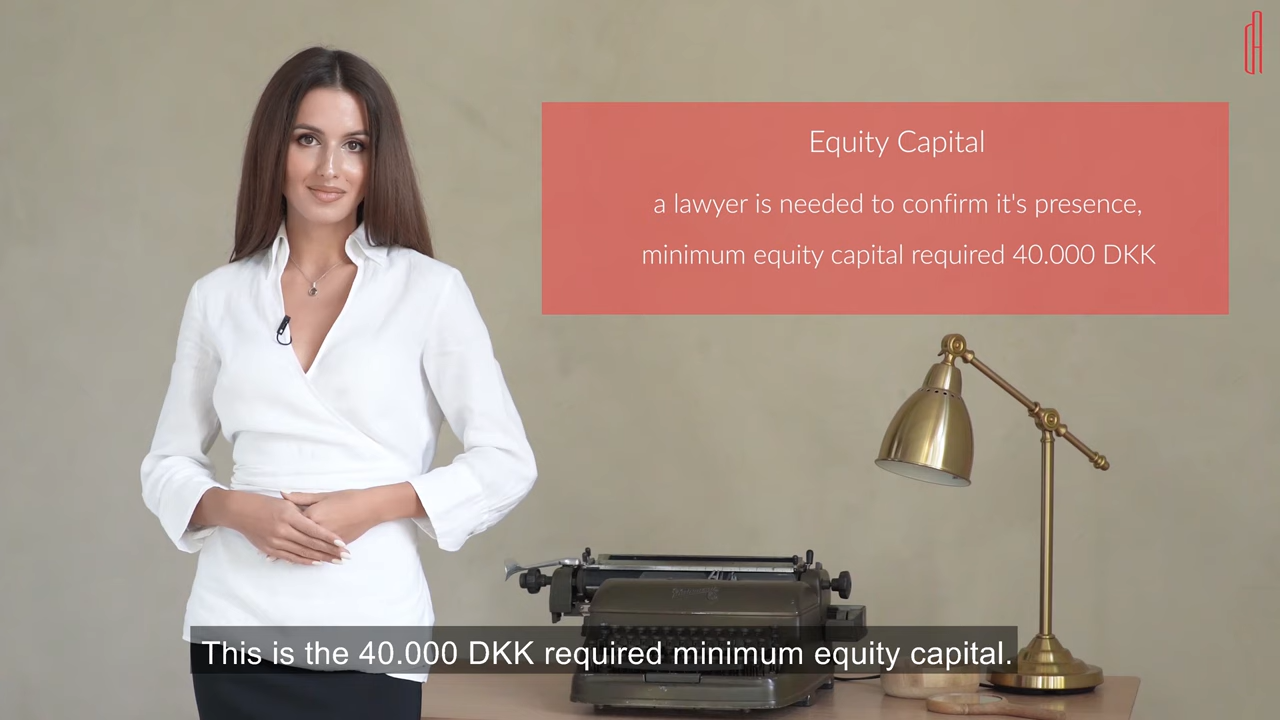 Equity Capital
a lawyer is needed to confirm it's presence,
minimum equity capital required 40.000 DKK
This is the 40.000 DKK required minimum equity capital.